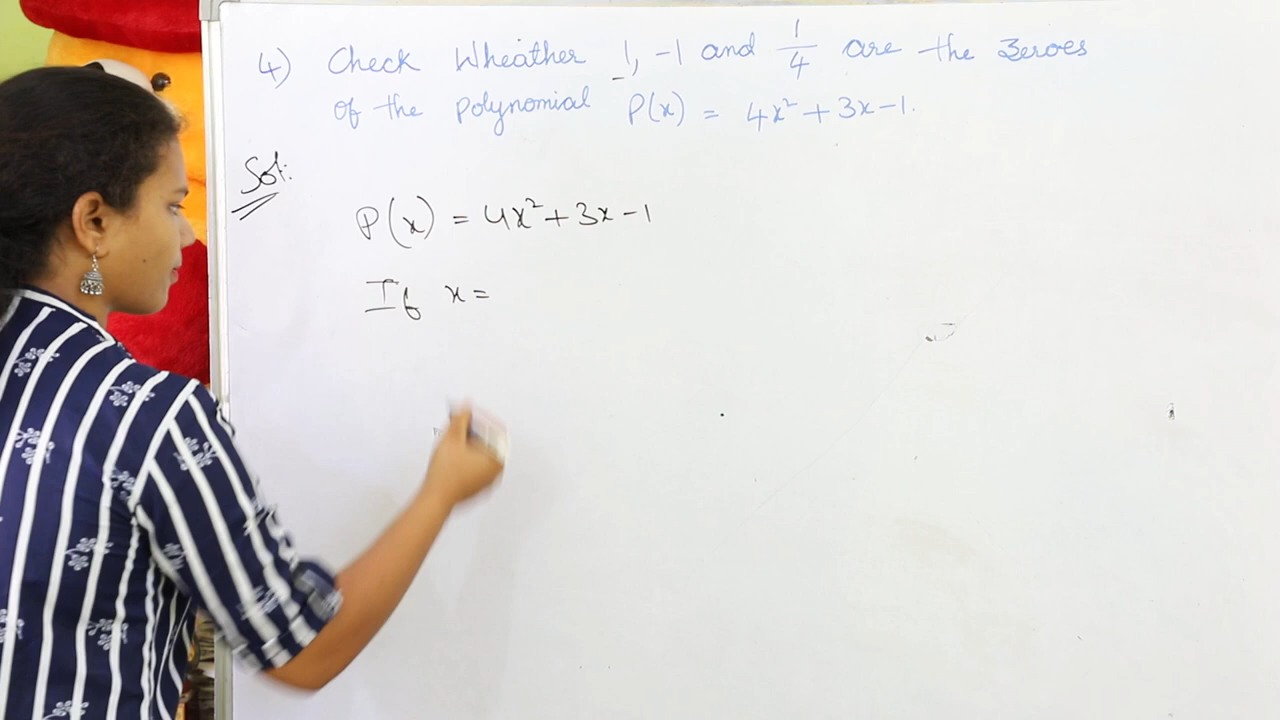 4) Check Wheather 1, -1 and 1/4 are the zeroes
of the polynomial P(x) = 4x² + 3x - 1.
Sol:
P(x) = 4x² + 3x - 1
If x =